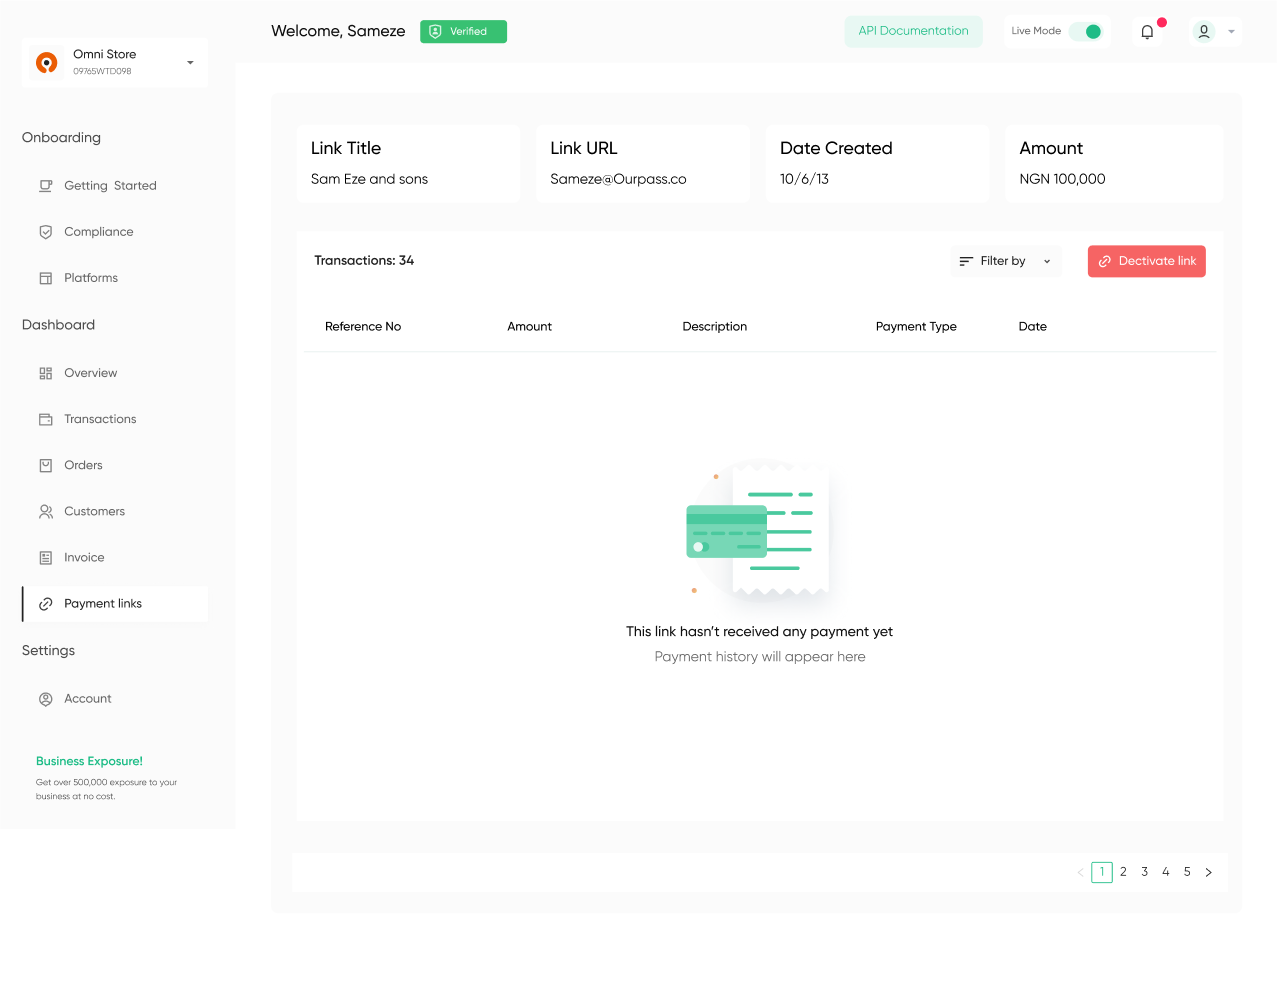 Omni Store
09765WTD098
Welcome, Sameze
Verified
API Documentation
Live Mode
Onboarding
Getting Started
Compliance
Platforms
Dashboard
Overview
Transactions
Orders
Customers
Invoice
Payment links
Settings
Account
Business Exposure!
Get over 500,000 exposure to your
business at no cost.
Link Title
Sam Eze and sons
Link URL
Sameze@Ourpass.co
Date Created
10/6/13
Amount
NGN 100,000
Transactions: 34
Filter by
Dectivate link
Reference No
Amount
Description
Payment Type
Date
This link hasn’t received any payment yet
Payment history will appear here
< 1 2 3 4 5 >